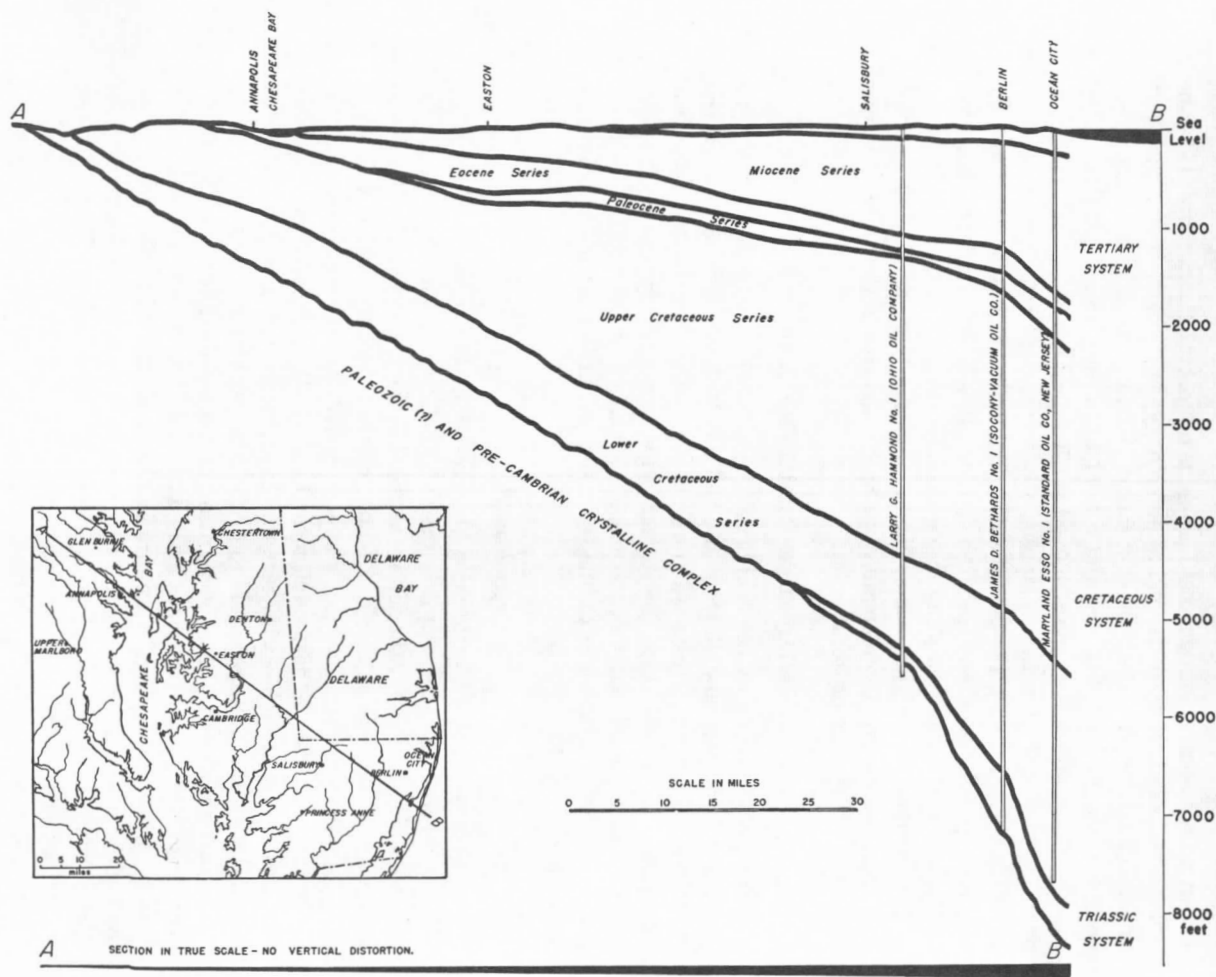 ANNAPOLIS
CHESAPEAKE BAY
EASTON
SALISBURY
BERLIN
OCEAN CITY
A
B
Sea
Level
Eocene Series
Miocene Series
Paleocene Series
1000
TERTIARY
SYSTEM
Upper Cretaceous Series
2000
LARRY G. HAMMOND No. 1 (OHIO OIL COMPANY)
JAMES D. BETHARDS No. 1 (SOCONY-VACUUM OIL CO.)
MARYLAND ESSO No. 1 (STANDARD OIL CO., NEW JERSEY)
PALEOZOIC (?) AND PRE-CAMBRIAN CRYSTALLINE COMPLEX
3000
Lower
Cretaceous
Series
4000
CRETACEOUS
SYSTEM
5000
6000
7000
8000
feet
TRIASSIC
SYSTEM
A
GLEN BURNIE
CHESTERTOWN
BAY
DELAWARE
BAY
ANNAPOLIS
DENTON
UPPER
MARLBORO
EASTON
DELAWARE
CHESAPEAKE
CAMBRIDGE
OCEAN
CITY
SALISBURY
BERLIN
PRINCESS ANNE
B
0 5 10 20
miles
SCALE IN MILES
0 5 10 15 20 25 30
A
SECTION IN TRUE SCALE - NO VERTICAL DISTORTION.
B